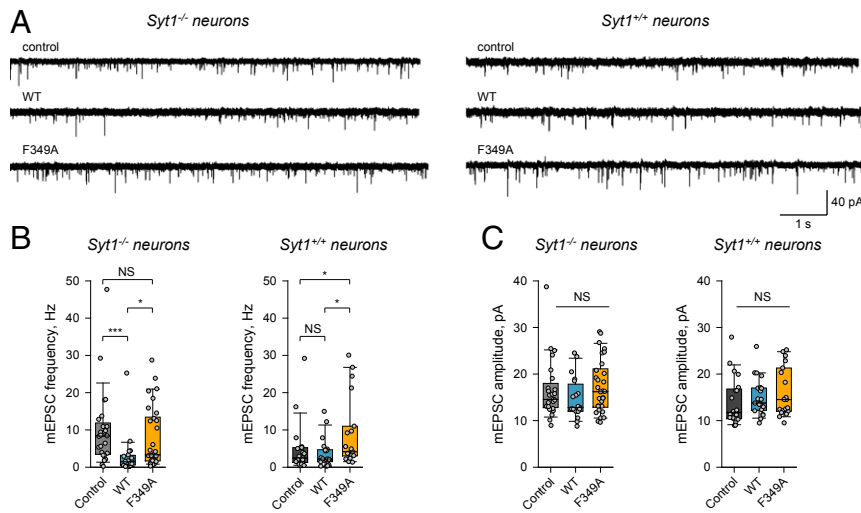 A
Syt1-/- neurons
Syt1+/+ neurons
control
WT
F349A
control
WT
F349A
40 pA
1 s
B
Syt1-/- neurons
Syt1+/+ neurons
mEPSC frequency, Hz
50
40
30
20
10
0
NS
***
*
Control
WT
F349A
mEPSC frequency, Hz
50
40
30
20
10
0
*
NS
*
Control
WT
F349A
C
Syt1-/- neurons
Syt1+/+ neurons
mEPSC amplitude, pA
40
30
20
10
0
NS
Control
WT
F349A
mEPSC amplitude, pA
40
30
20
10
0
NS
Control
WT
F349A